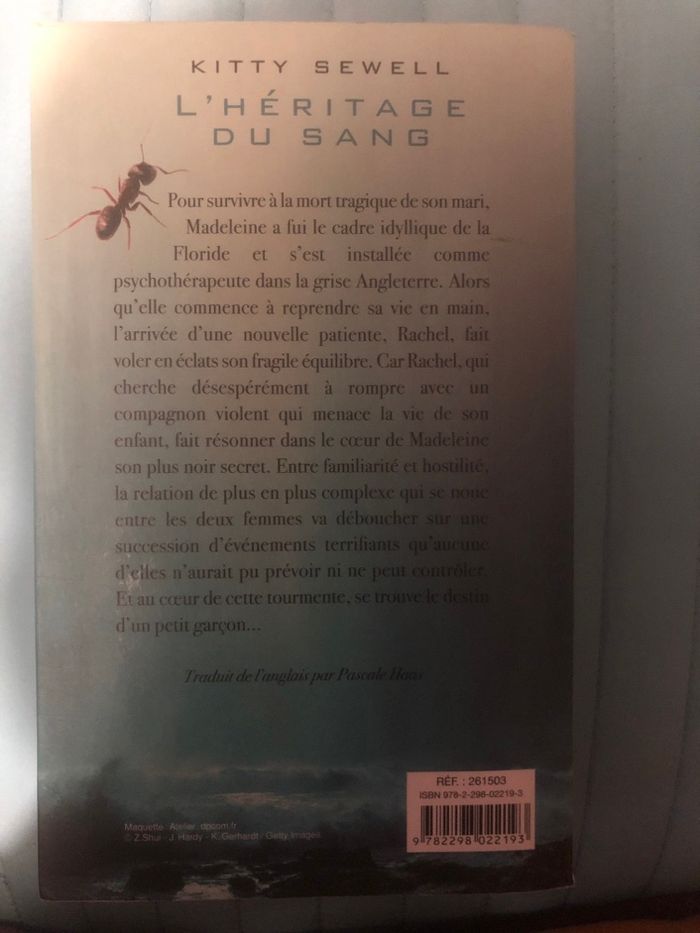 KITTY SEWELL
L'HÉRITAGE
DU SANG
Pour survivre à la mort tragique de son mari,
Madeleine a fui le cadre idyllique de la
Floride et s'est installée comme
psychothérapeute dans la grise Angleterre. Alors
qu'elle commence à reprendre sa vie en main,
l'arrivée d'une nouvelle patiente, Rachel, fait
voler en éclats son fragile équilibre. Car Rachel, qui
cherche désespérément à rompre avec un
compagnon violent qui menace la vie de son
enfant, fait résonner dans le cœur de Madeleine
son plus noir secret. Entre familiarité et hostilité,
la relation de plus en plus complexe qui se noue
entre les deux femmes va déboucher sur une
succession d'événements terrifiants qu'aucune
d'elles n'aurait pu prévoir ni ne peut contrôler.
Et au cœur de cette tourmente, se trouve le destin
d'un petit garçon...
Traduit de l'anglais par Pascale Haas
RÉF. : 261503
ISBN 978-2-298-02219-3
9 782298 022193
Maquette : Atelier dpcom.fr
© Z.Shui - J. Hardy - K. Gerhardt / Getty Images